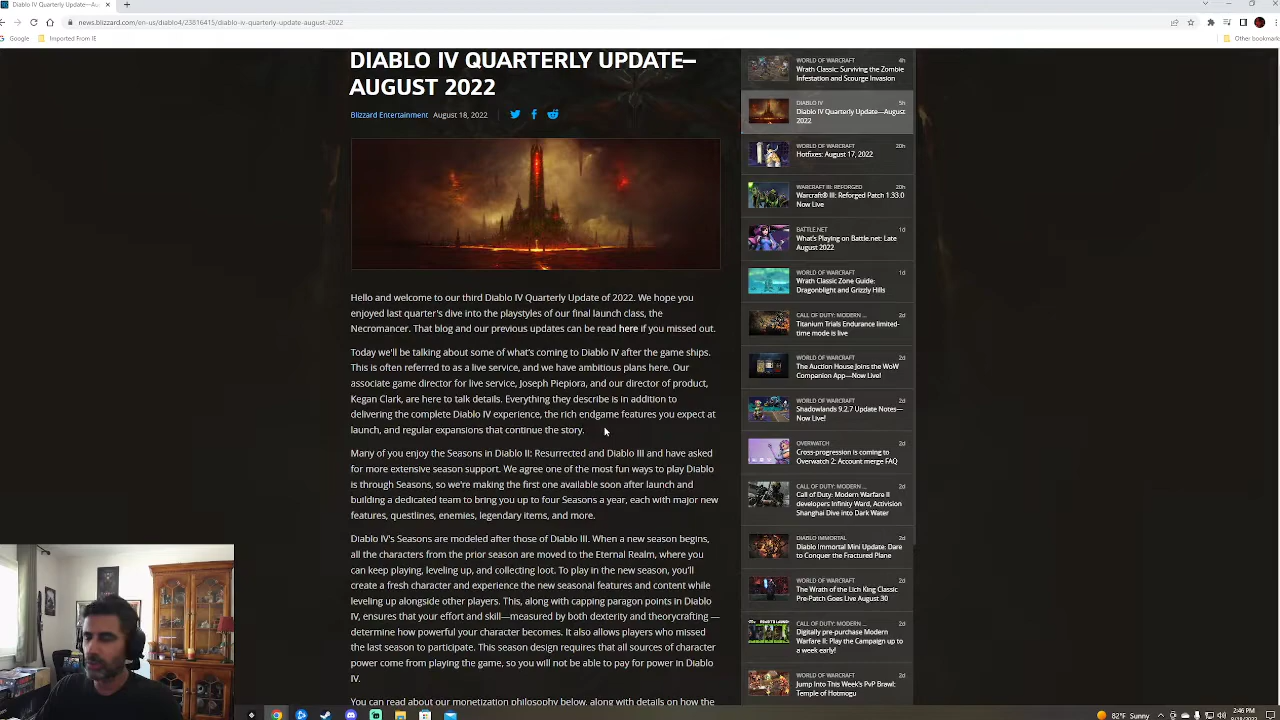 Diablo IV Quarterly Update—Au
news.blizzard.com/en-us/diablo4/23816415/diablo-iv-quarterly-update-august-2022
Google
Imported From IE
Other bookmarks
DIABLO IV QUARTERLY UPDATE—
AUGUST 2022
Blizzard Entertainment August 18, 2022
Hello and welcome to our third Diablo IV Quarterly Update of 2022. We hope you
enjoyed last quarter's dive into the playstyles of our final launch class, the
Necromancer. That blog and our previous updates can be read here if you missed out.
Today we'll be talking about some of what's coming to Diablo IV after the game ships.
This is often referred to as a live service, and we have ambitious plans here. Our
associate game director for live service, Joseph Piepiora, and our director of product,
Kegan Clark, are here to talk details. Everything they describe is in addition to
delivering the complete Diablo IV experience, the rich endgame features you expect at
launch, and regular expansions that continue the story.
Many of you enjoy the Seasons in Diablo II: Resurrected and Diablo III and have asked
for more extensive season support. We agree one of the most fun ways to play Diablo
is through Seasons, so we're making the first one available soon after launch and
building a dedicated team to bring you up to four Seasons a year, each with major new
features, questlines, enemies, legendary items, and more.
Diablo IV's Seasons are modeled after those of Diablo III. When a new season begins,
all the characters from the prior season are moved to the Eternal Realm, where you
can keep playing, leveling up, and collecting loot. To play in the new season, you'll
create a fresh character and experience the new seasonal features and content while
leveling up alongside other players. This, along with capping paragon points in Diablo
IV, ensures that your effort and skill—measured by both dexterity and theorycrafting —
determine how powerful your character becomes. It also allows players who missed
the last season to participate. This season design requires that all sources of character
power come from playing the game, so you will not be able to pay for power in Diablo
IV.
You can read about our monetization philosophy below, along with details on how the
WORLD OF WARCRAFT 4h
Wrath Classic: Surviving the Zombie
Infestation and Scourge Invasion
DIABLO IV 5h
Diablo IV Quarterly Update—August
2022
WORLD OF WARCRAFT 20h
Hotfixes: August 17, 2022
WARCRAFT III: REFORGED 20h
Warcraft® III: Reforged Patch 1.33.0
Now Live
BATTLE.NET 1d
What's Playing on Battle.net: Late
August 2022
WORLD OF WARCRAFT 1d
Wrath Classic Zone Guide:
Dragonblight and Grizzly Hills
CALL OF DUTY: MODERN ... 2d
Titanium Trials Endurance limited-
time mode is live
WORLD OF WARCRAFT 2d
The Auction House Joins the WoW
Companion App—Now Live!
WORLD OF WARCRAFT 2d
Shadowlands 9.2.7 Update Notes—
Now Live!
OVERWATCH 2d
Cross-progression is coming to
Overwatch 2: Account merge FAQ
CALL OF DUTY: MODERN ... 2d
Call of Duty: Modern Warfare II
developers Infinity Ward, Activision
Shanghai Dive into Dark Water
DIABLO IMMORTAL 2d
Diablo Immortal Mini Update: Dare
to Conquer the Fractured Plane
WORLD OF WARCRAFT 2d
The Wrath of the Lich King Classic
Pre-Patch Goes Live August 30
CALL OF DUTY: MODERN ... 2d
Digitally pre-purchase Modern
Warfare II: Play the Campaign up to
a week early!
WORLD OF WARCRAFT 2d
Jump Into This Week's PvP Brawl:
Temple of Hotmogu
82°F Sunny
2:46 PM